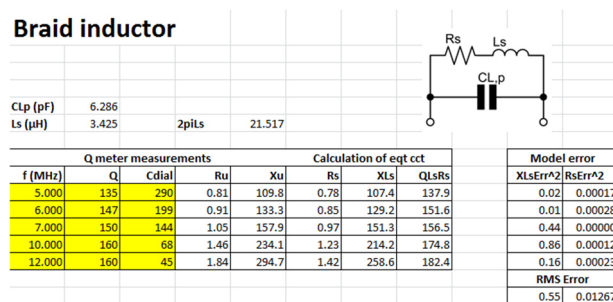 Braid inductor
Rs Ls
CL,p
CLp (pF) 6.286
Ls (µH) 3.425 2piLs 21.517
Q meter measurements Calculation of eqt cct Model error
f (MHz) Q Cdial Ru Xu Rs XLs QLsRs XLsErr^2 RsErr^2
5.000 135 290 0.81 109.8 0.78 107.4 137.9 0.02 0.00017
6.000 147 199 0.91 133.3 0.85 129.2 151.6 0.01 0.00028
7.000 150 144 1.05 157.9 0.97 151.3 156.5 0.44 0.00000
10.000 160 68 1.46 234.1 1.23 214.2 174.8 0.86 0.00012
12.000 160 45 1.84 294.7 1.42 258.6 182.4 0.16 0.00023
RMS Error
0.55 0.01262